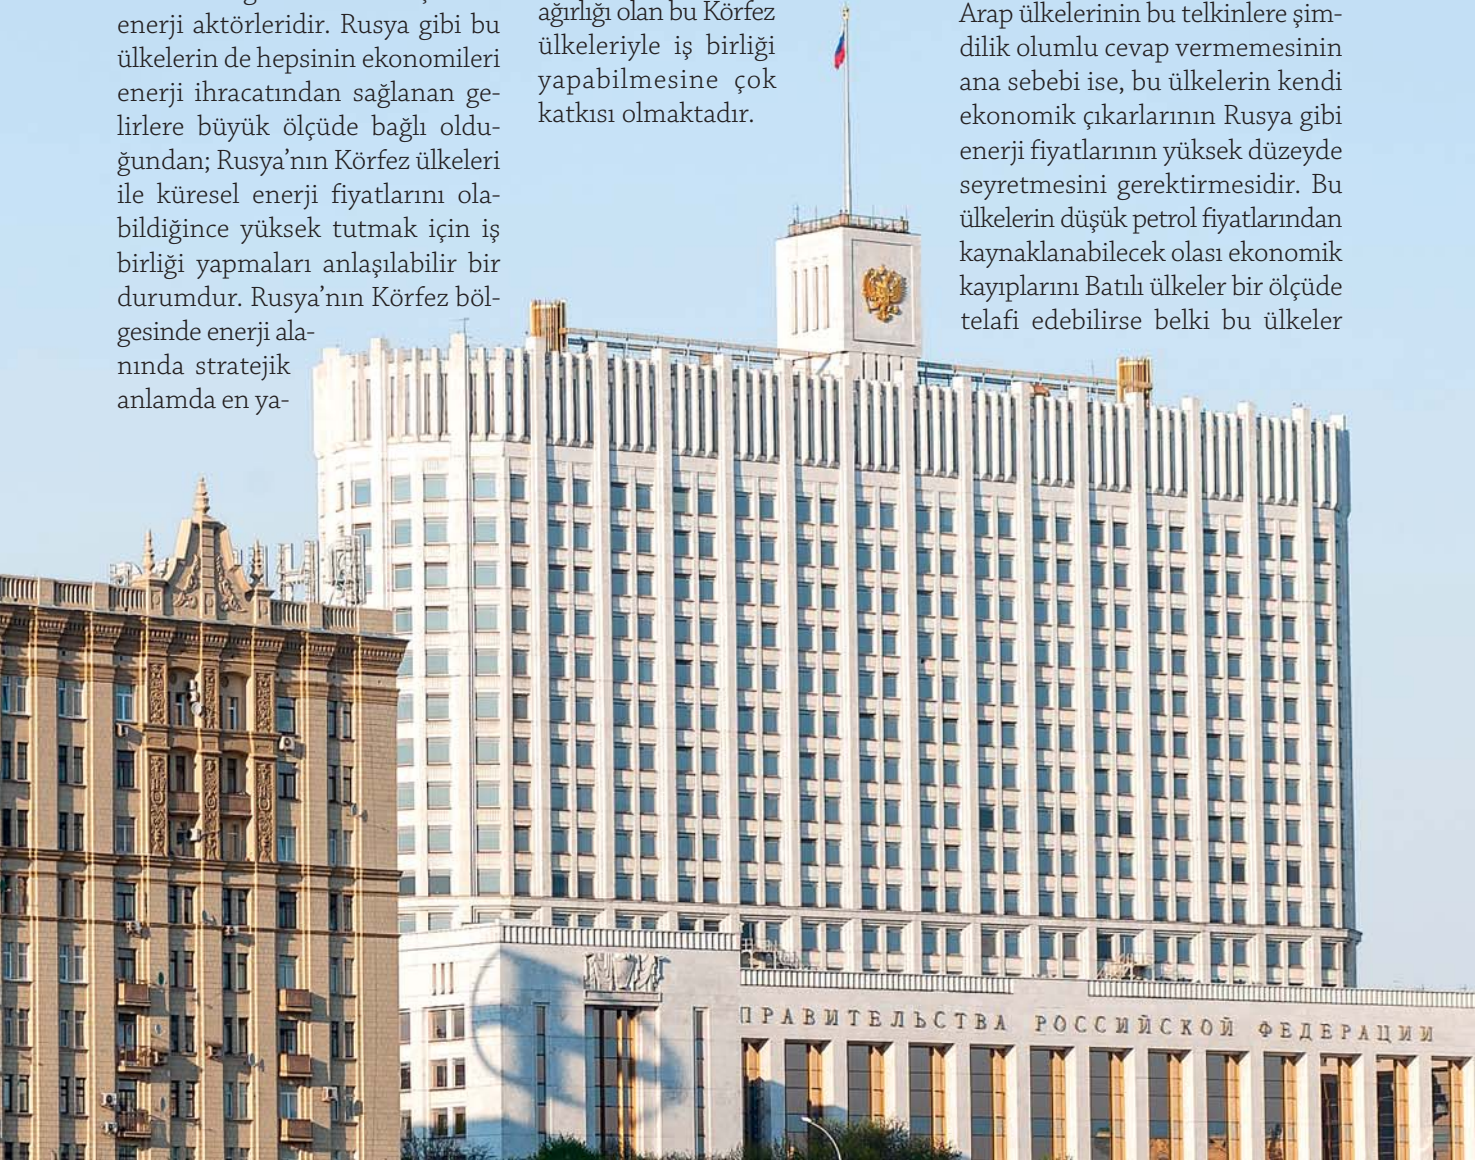 enerji aktörleridir. Rusya gibi bu
ülkelerin de hepsinin ekonomileri
enerji ihracatından sağlanan ge-
lirlere büyük ölçüde bağlı oldu-
ğundan; Rusya’nın Körfez ülkeleri
ile küresel enerji fiyatlarını ola-
bildiğince yüksek tutmak için iş
birliği yapmaları anlaşılabilir bir
durumdur. Rusya’nın Körfez böl-
gesinde enerji ala-
nında stratejik
anlamda en ya-
ağırlığı olan bu Körfez
ülkeleriyle iş birliği
yapabilmesine çok
katkısı olmaktadır.
Arap ülkelerinin bu telkinlere şim-
dilik olumlu cevap vermemesinin
ana sebebi ise, bu ülkelerin kendi
ekonomik çıkarlarının Rusya gibi
enerji fiyatlarının yüksek düzeyde
seyretmesini gerektirmesidir. Bu
ülkelerin düşük petrol fiyatlarından
kaynaklanabilecek olası ekonomik
kayıplarını Batılı ülkeler bir ölçüde
telafi edebilirse belki bu ülkeler
ПРАВИТЕЛЬСТВА РОССИЙСКОЙ ФЕДЕРАЦИИ